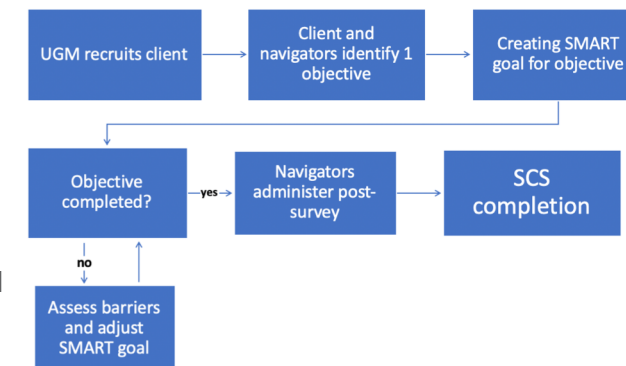 UGM recruits client
Client and
navigators identify 1
objective
Creating SMART
goal for objective
Objective
completed?
yes
Navigators
administer post-
survey
SCS
completion
no
Assess barriers
and adjust
SMART goal